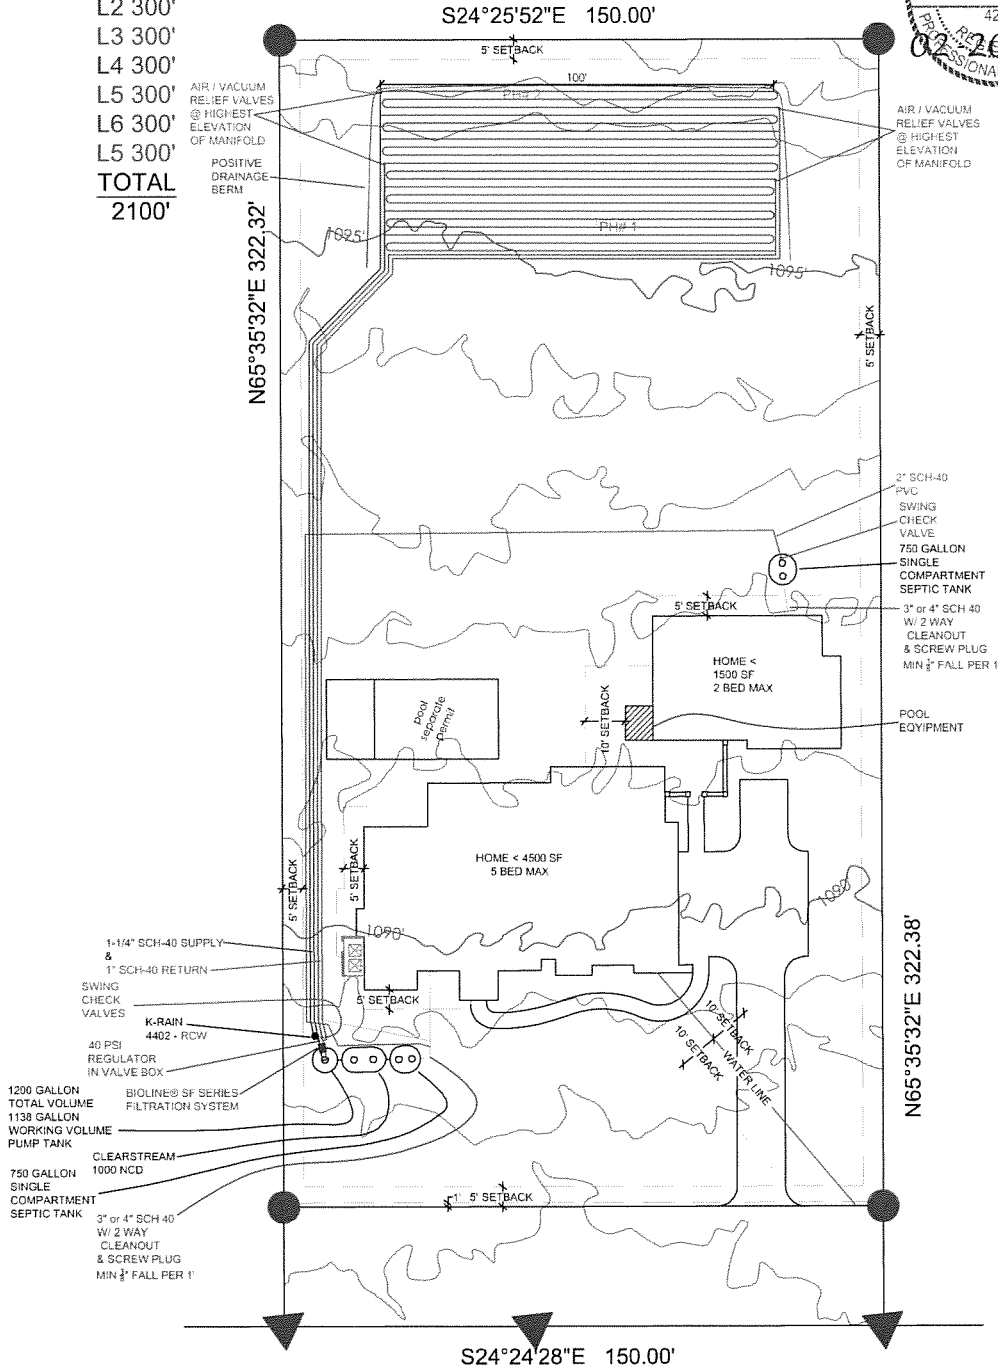 L2 300'
L3 300'
L4 300'
L5 300'
L6 300'
L5 300'
TOTAL
2100'
S24°25'52"E 150.00'
42
02
PROFESSIONA
5' SETBACK
100'
AIR / VACUUM
RELIEF VALVES
@ HIGHEST
ELEVATION
OF MANIFOLD
POSITIVE
DRAINAGE
BERM
PH# 2
PH# 1
AIR / VACUUM
RELIEF VALVES
@ HIGHEST
ELEVATION
OF MANIFOLD
1095'
1095'
N65°35'32"E 322.32'
5' SETBACK
2" SCH-40
PVC
SWING
CHECK
VALVE
750 GALLON
SINGLE
COMPARTMENT
SEPTIC TANK
3" or 4" SCH 40
W/ 2 WAY
CLEANOUT
& SCREW PLUG
MIN ⅛" FALL PER 1
5' SETBACK
HOME <
1500 SF
2 BED MAX
10' SETBACK
POOL
EQYIPMENT
pool
separate
permit
HOME < 4500 SF
5 BED MAX
5' SETBACK
5' SETBACK
1090'
1090'
5' SETBACK
1-1/4" SCH-40 SUPPLY
&
1" SCH-40 RETURN
SWING
CHECK
VALVES
K-RAIN
4402 - RCW
40 PSI
REGULATOR
IN VALVE BOX
BIOLINE® SF SERIES
FILTRATION SYSTEM
1200 GALLON
TOTAL VOLUME
1138 GALLON
WORKING VOLUME
PUMP TANK
CLEARSTREAM
1000 NCD
750 GALLON
SINGLE
COMPARTMENT
SEPTIC TANK
3" or 4" SCH 40
W/ 2 WAY
CLEANOUT
& SCREW PLUG
MIN ⅛" FALL PER 1'
10' SETBACK
10' SETBACK
WATER LINE
N65°35'32"E 322.38'
1' 5' SETBACK
S24°24'28"E 150.00'